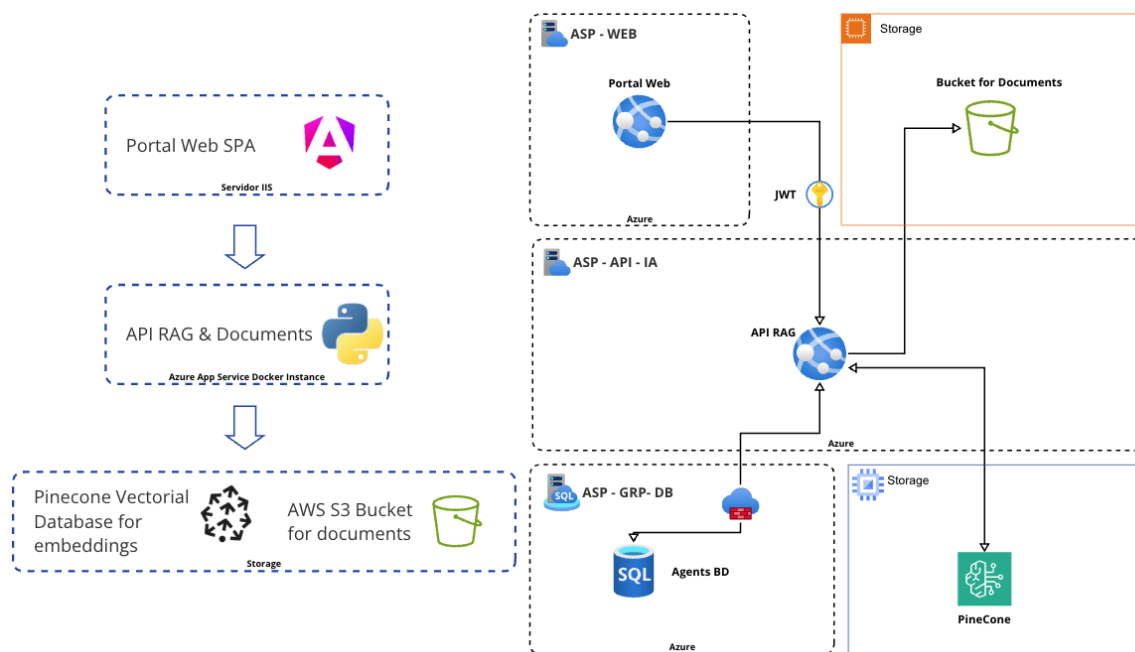 Portal Web SPA
Servidor IIS
API RAG & Documents
Azure App Service Docker Instance
Pinecone Vectorial
Database for
embeddings
AWS S3 Bucket
for documents
Storage
ASP - WEB
Portal Web
Azure
JWT
Storage
Bucket for Documents
ASP - API - IA
API RAG
Azure
ASP - GRP- DB
SQL
SQL
Agents BD
Azure
Storage
PineCone